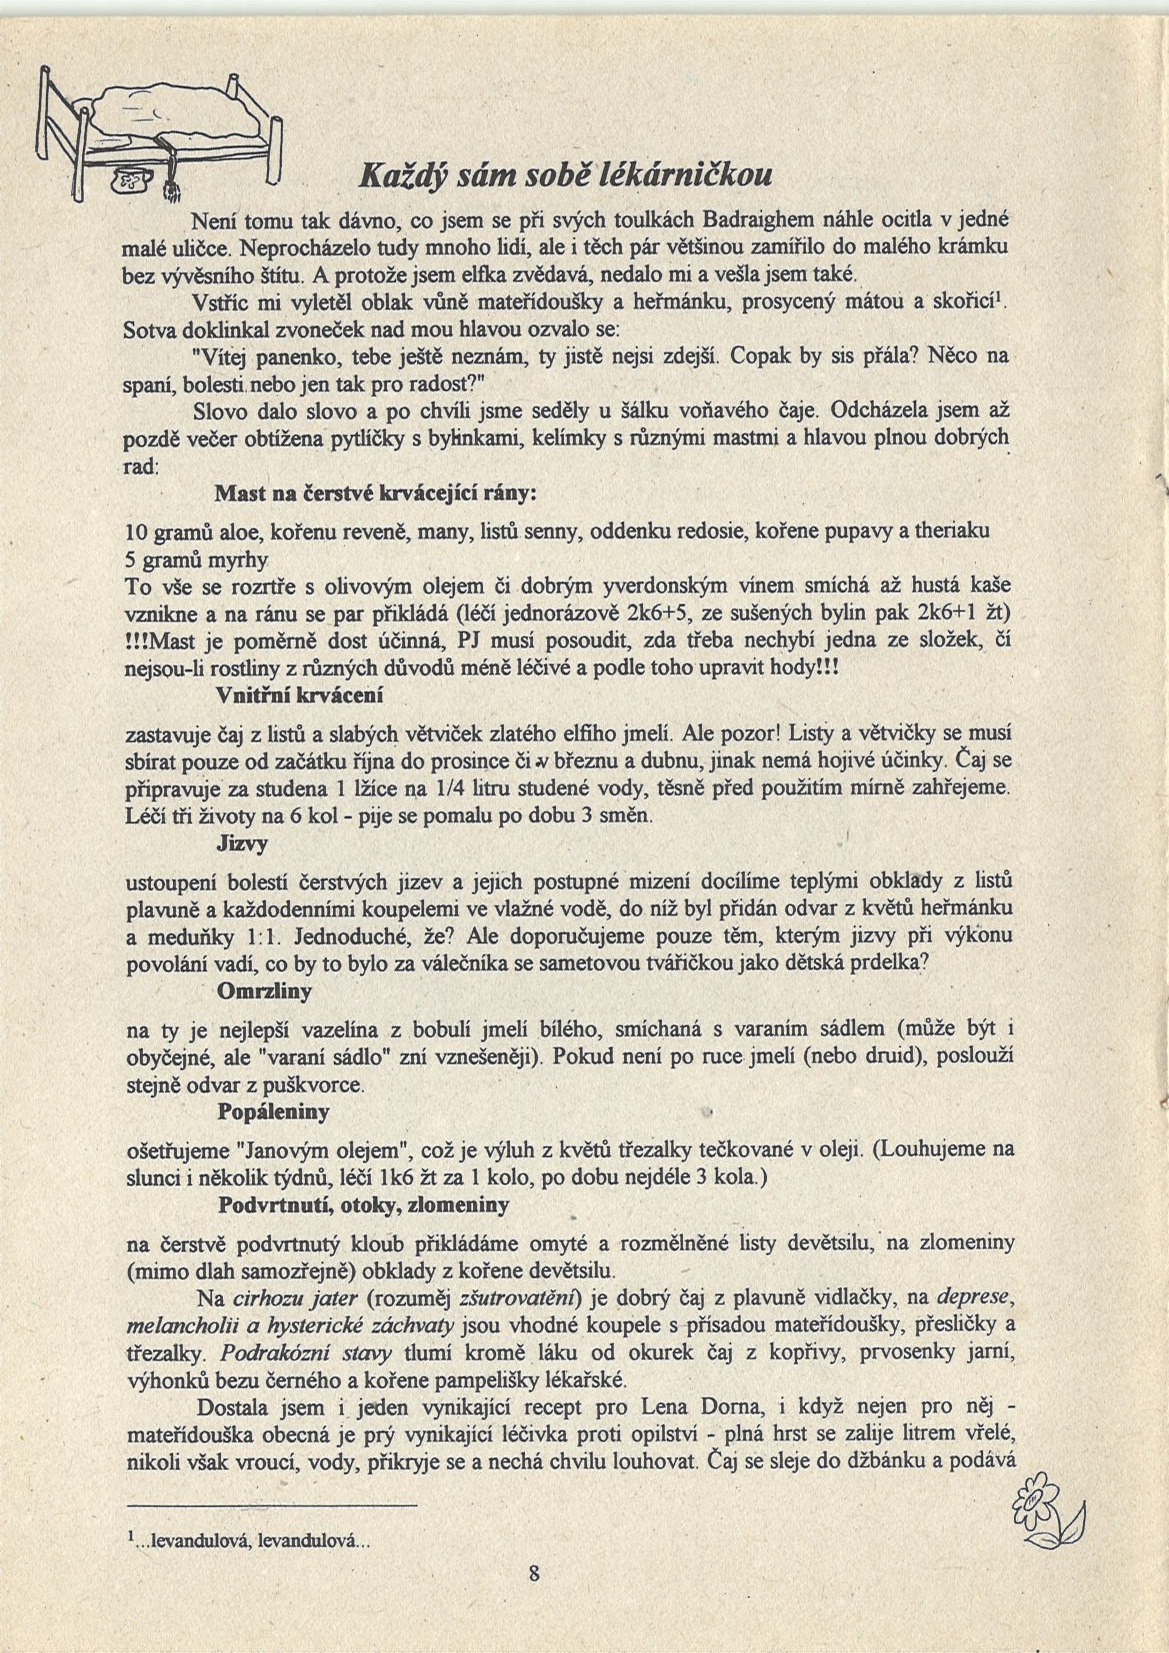 Každý sám sobě lékárničkou
Není tomu tak dávno, co jsem se při svých toulkách Badraighem náhle ocitla v jedné
malé uličce. Neprocházelo tudy mnoho lidí, ale i těch pár většinou zamířilo do malého krámku
bez vývěsního štítu. A protože jsem elfka zvědavá, nedalo mi a vešla jsem také.
Vstříc mi vyletěl oblak vůně mateřídoušky a heřmánku, prosycený mátou a skořicí¹.
Sotva doklinkal zvoneček nad mou hlavou ozvalo se:
"Vítej panenko, tebe ještě neznám, ty jistě nejsi zdejší. Copak by sis přála? Něco na
spaní, bolesti nebo jen tak pro radost?"
Slovo dalo slovo a po chvíli jsme seděly u šálku voňavého čaje. Odcházela jsem až
pozdě večer obtížena pytlíčky s bylinkami, kelímky s různými mastmi a hlavou plnou dobrých
rad:
Mast na čerstvé krvácející rány:
10 gramů aloe, kořenu reveně, many, listů senny, oddenku redosie, kořene pupavy a theriaku
5 gramů myrhy
To vše se rozrtře s olivovým olejem či dobrým yverdonským vínem smíchá až hustá kaše
vznikne a na ránu se par přikládá (léčí jednorázově 2k6+5, ze sušených bylin pak 2k6+1 žt)
!!!Mast je poměrně dost účinná, PJ musí posoudit, zda třeba nechybí jedna ze složek, čí
nejsou-li rostliny z různých důvodů méně léčivé a podle toho upravit hody!!!
Vnitřní krvácení
zastavuje čaj z listů a slabých větviček zlatého elfího jmelí. Ale pozor! Listy a větvičky se musí
sbírat pouze od začátku října do prosince či v březnu a dubnu, jinak nemá hojivé účinky. Čaj se
připravuje za studena 1 lžíce na 1/4 litru studené vody, těsně před použitím mírně zahřejeme.
Léčí tři životy na 6 kol - pije se pomalu po dobu 3 směn.
Jizvy
ustoupení bolestí čerstvých jizev a jejich postupné mizení docílíme teplými obklady z listů
plavuně a každodenními koupelemi ve vlažné vodě, do níž byl přidán odvar z květů heřmánku
a meduňky 1:1. Jednoduché, že? Ale doporučujeme pouze těm, kterým jizvy při výkonu
povolání vadí, co by to bylo za válečníka se sametovou tvářičkou jako dětská prdelka?
Omrzliny
na ty je nejlepší vazelína z bobulí jmelí bílého, smíchaná s varaním sádlem (může být i
obyčejné, ale "varaní sádlo" zní vznešeněji). Pokud není po ruce jmelí (nebo druid), poslouží
stejně odvar z puškvorce.
Popáleniny
ošetřujeme "Janovým olejem", což je výluh z květů třezalky tečkované v oleji. (Louhujeme na
slunci i několik týdnů, léčí 1k6 žt za 1 kolo, po dobu nejdéle 3 kola.)
Podvrtnutí, otoky, zlomeniny
na čerstvě podvrtnutý kloub přikládáme omyté a rozmělněné listy devětsilu, na zlomeniny
(mimo dlah samozřejně) obklady z kořene devětsilu.
Na cirhozu jater (rozuměj zšutrovatění) je dobrý čaj z plavuně vidlačky, na deprese,
melancholii a hysterické záchvaty jsou vhodné koupele s přísadou mateřídoušky, přesličky a
třezalky. Podrakózní stavy tlumí kromě láku od okurek čaj z kopřivy, prvosenky jarní,
výhonků bezu černého a kořene pampelišky lékařské.
Dostala jsem i jeden vynikající recept pro Lena Dorna, i když nejen pro něj -
mateřídouška obecná je prý vynikající léčivka proti opilství - plná hrst se zalije litrem vřelé,
nikoli však vroucí, vody, přikryje se a nechá chvilu louhovat. Čaj se sleje do džbánku a podává
¹...levandulová, levandulová...
8